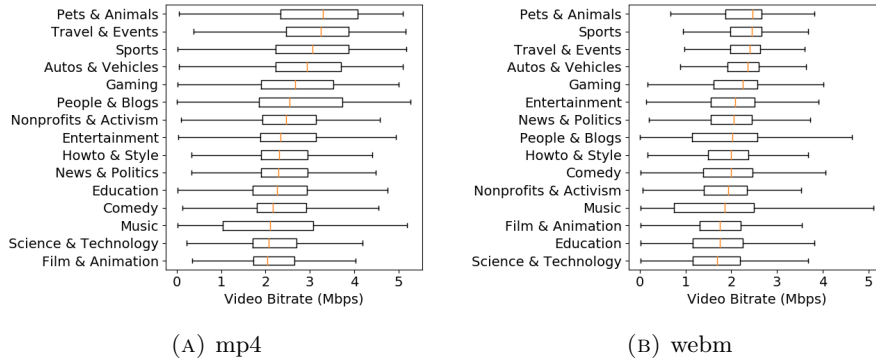 Pets & Animals
Travel & Events
Sports
Autos & Vehicles
Gaming
People & Blogs
Nonprofits & Activism
Entertainment
Howto & Style
News & Politics
Education
Comedy
Music
Science & Technology
Film & Animation
0 1 2 3 4 5
Video Bitrate (Mbps)
(A) mp4
Pets & Animals
Sports
Travel & Events
Autos & Vehicles
Gaming
Entertainment
News & Politics
People & Blogs
Howto & Style
Comedy
Nonprofits & Activism
Music
Film & Animation
Education
Science & Technology
0 1 2 3 4 5
Video Bitrate (Mbps)
(B) webm